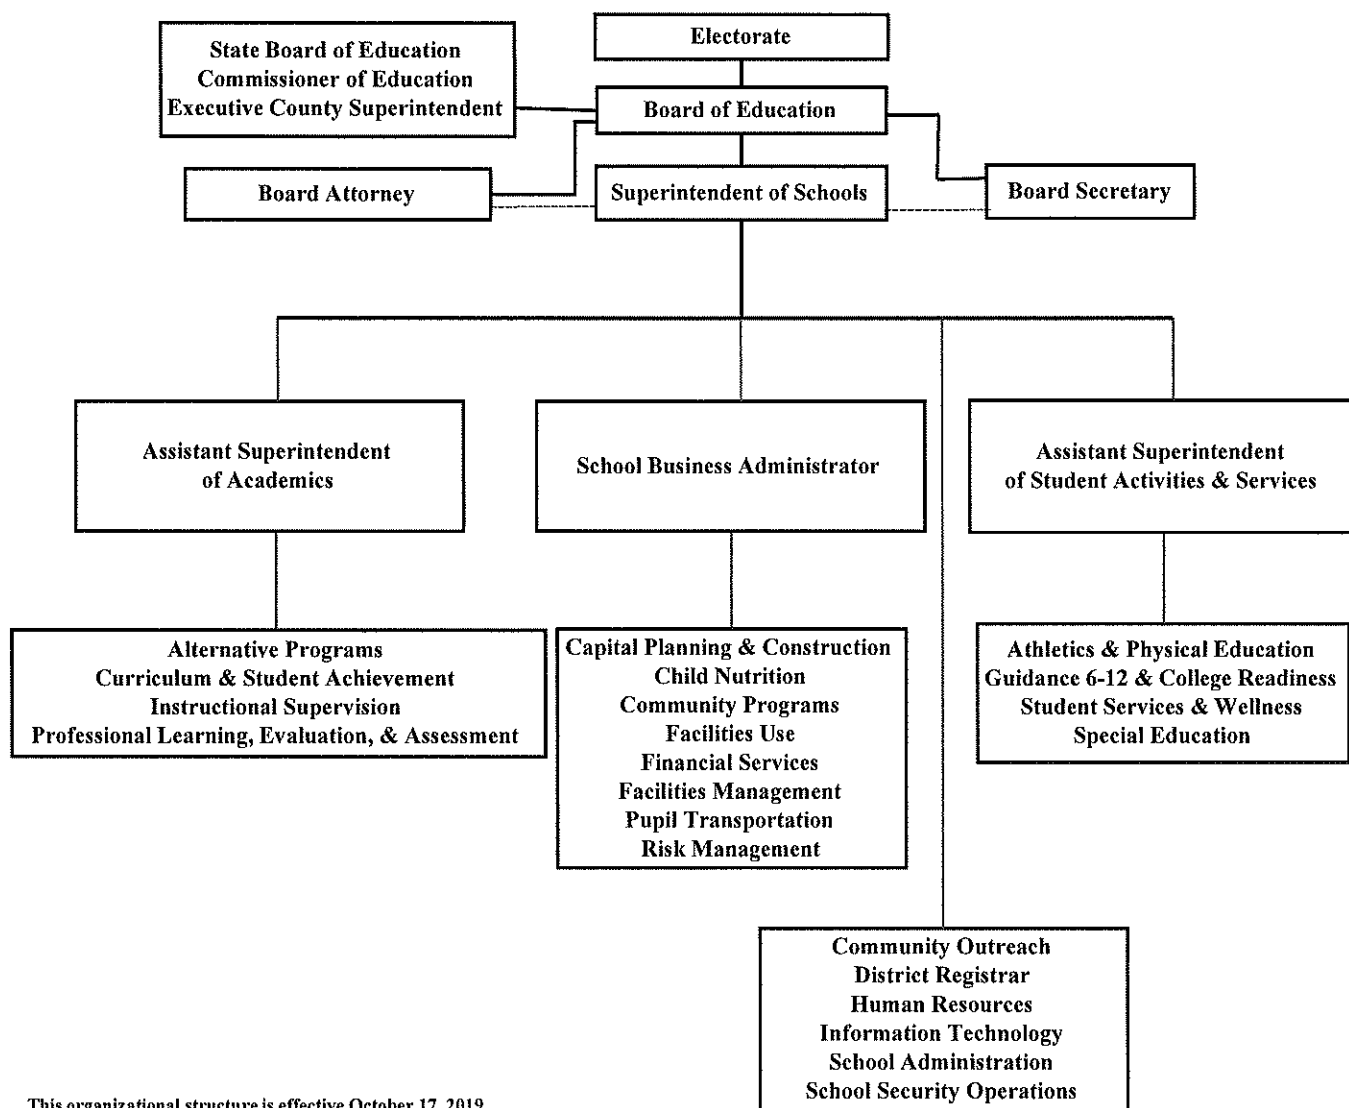 Electorate
State Board of Education
Commissioner of Education
Executive County Superintendent
Board of Education
Board Attorney
Superintendent of Schools
Board Secretary
Assistant Superintendent
of Academics
School Business Administrator
Assistant Superintendent
of Student Activities & Services
Alternative Programs
Curriculum & Student Achievement
Instructional Supervision
Professional Learning, Evaluation, & Assessment
Capital Planning & Construction
Child Nutrition
Community Programs
Facilities Use
Financial Services
Facilities Management
Pupil Transportation
Risk Management
Athletics & Physical Education
Guidance 6-12 & College Readiness
Student Services & Wellness
Special Education
Community Outreach
District Registrar
Human Resources
Information Technology
School Administration
School Security Operations
This organizational structure is effective October 17, 2019